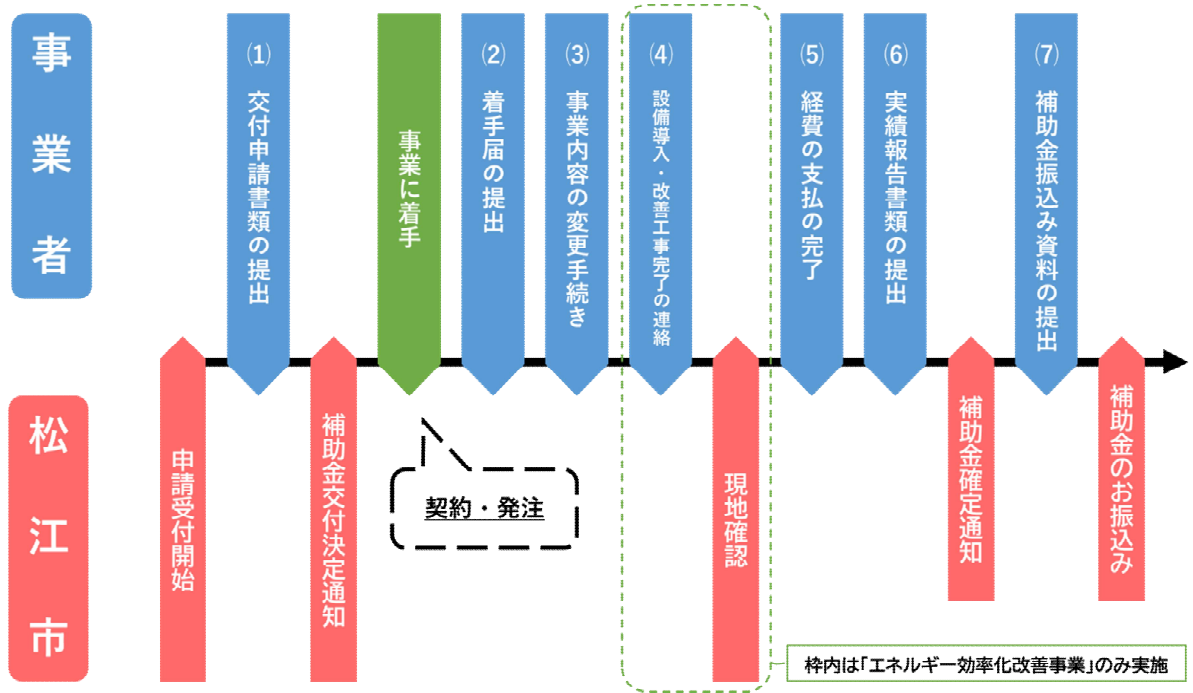 事業者
⑴ 交付申請書類の提出
事業に着手
⑵ 着手届の提出
⑶ 事業内容の変更手続き
⑷ 設備導入・改善工事完了の連絡
⑸ 経費の支払の完了
⑹ 実績報告書類の提出
⑺ 補助金振込み資料の提出
松江市
申請受付開始
補助金交付決定通知
契約・発注
現地確認
補助金確定通知
補助金のお振込み
枠内は「エネルギー効率化改善事業」のみ実施